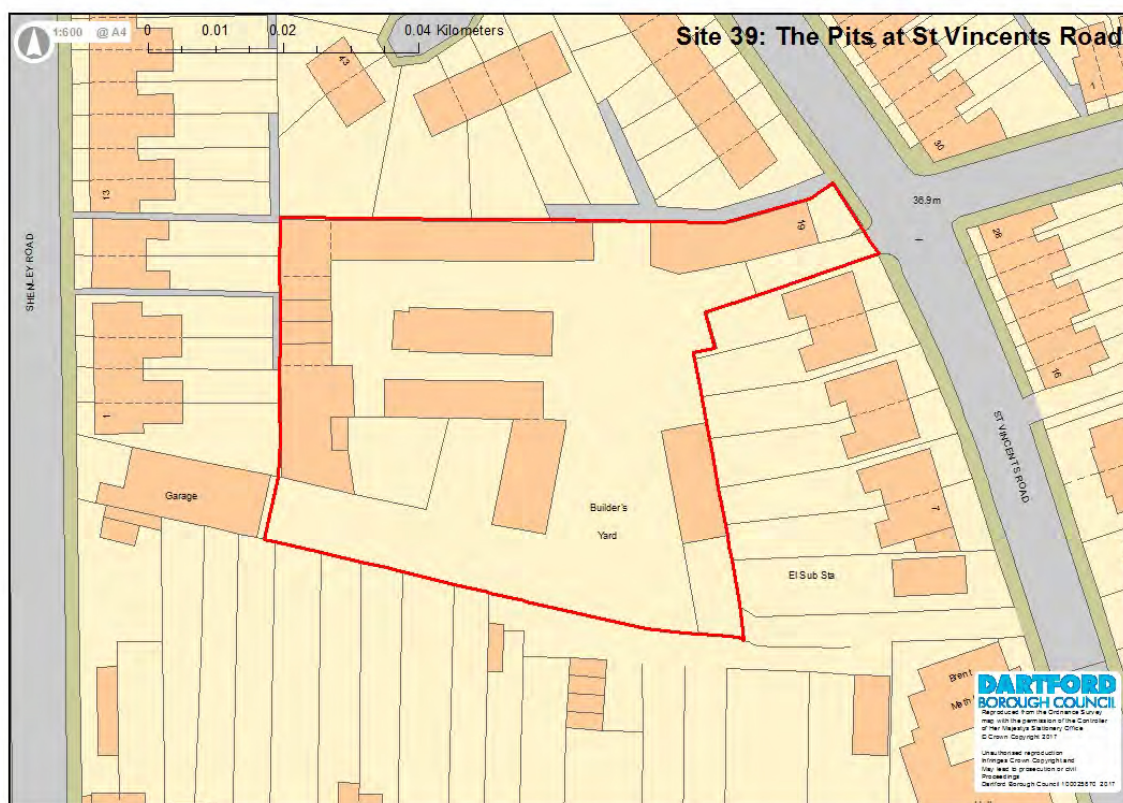 1:600 @ A4
0 0.01 0.02 0.04 Kilometers
Site 39: The Pits at St Vincents Road
43
30
1
13
19
36.9m
26
SHENLEY ROAD
16
1
ST VINCENTS ROAD
Garage
Builder's
Yard
7
El Sub Sta
Brent
Meth
DARTFORD
BOROUGH COUNCIL
Reproduced from the Ordnance Survey
map with the permission of the Controller
of Her Majestys Stationery Office
© Crown Copyright 2017
Unauthorised reproduction
Infringes Crown Copyright and
May lead to prosecution or civil
Proceedings
Dartford Borough Council 100025870 2017